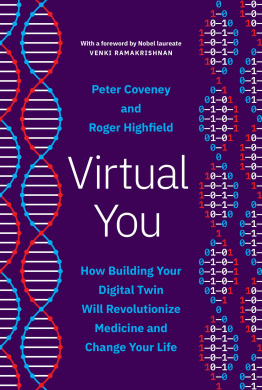 With a foreword by Nobel laureate
VENKI RAMAKRISHNAN
Peter Coveney
and
Roger Highfield
Virtual
You
How Building Your
Digital Twin
Will Revolutionize
Medicine and
Change Your Life